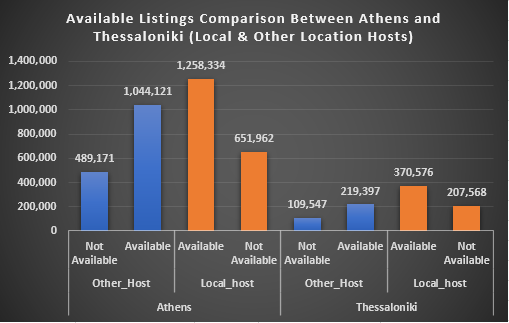 Available Listings Comparison Between Athens and
Thessaloniki (Local & Other Location Hosts)
1,400,000
1,200,000
1,000,000
800,000
600,000
400,000
200,000
0
489,171
1,044,121
1,258,334
651,962
109,547
219,397
370,576
207,568
Not
Available
Available
Available
Not
Available
Not
Available
Available
Available
Not
Available
Other_Host
Local_host
Other_Host
Local_host
Athens
Thessaloniki